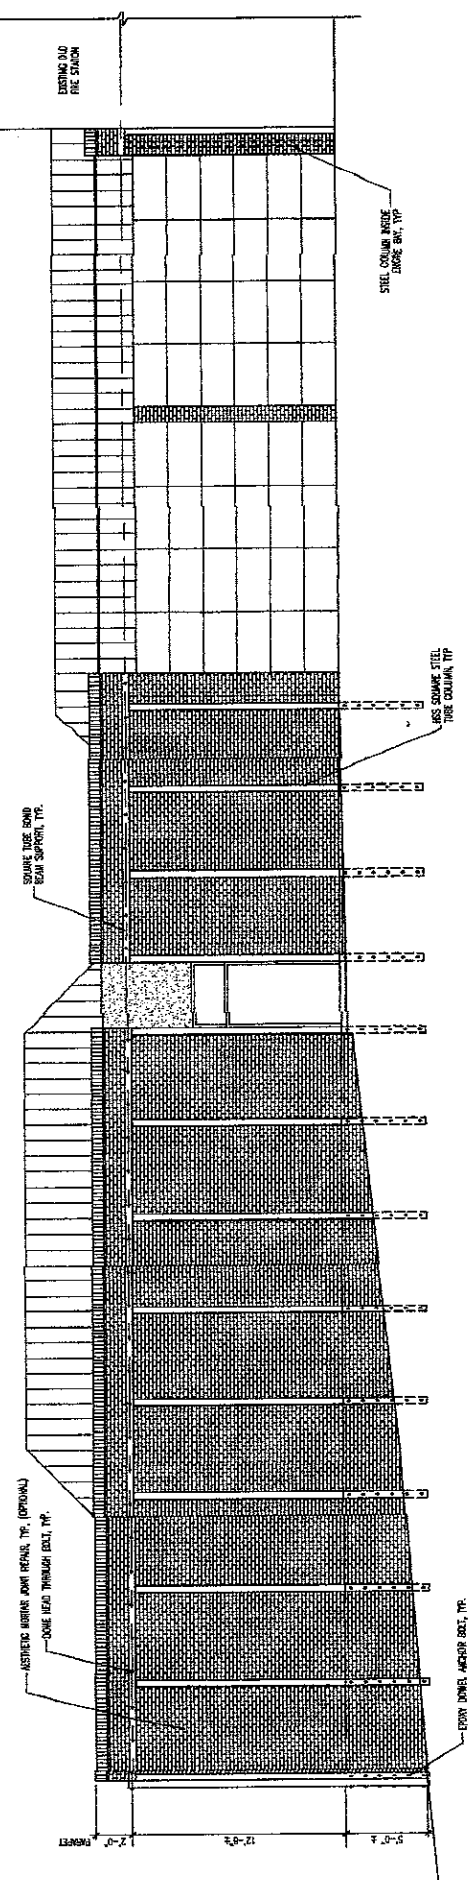 EXISTING OLD
FIRE STATION
STEEL COLUMN INSIDE
ENGINE BAY, TYP
HSS SQUARE STEEL
TUBE COLUMN, TYP
SQUARE TUBE BOND
BEAM SUPPORT, TYP.
AESTHETIC MORTAR JOINT REPAIR, TYP. (OPTIONAL)
DOME HEAD THROUGH BOLT, TYP.
EPOXY DOWEL ANCHOR BOLT, TYP.
PARAPET
2'-0"
12'-8"±
5'-0" ±